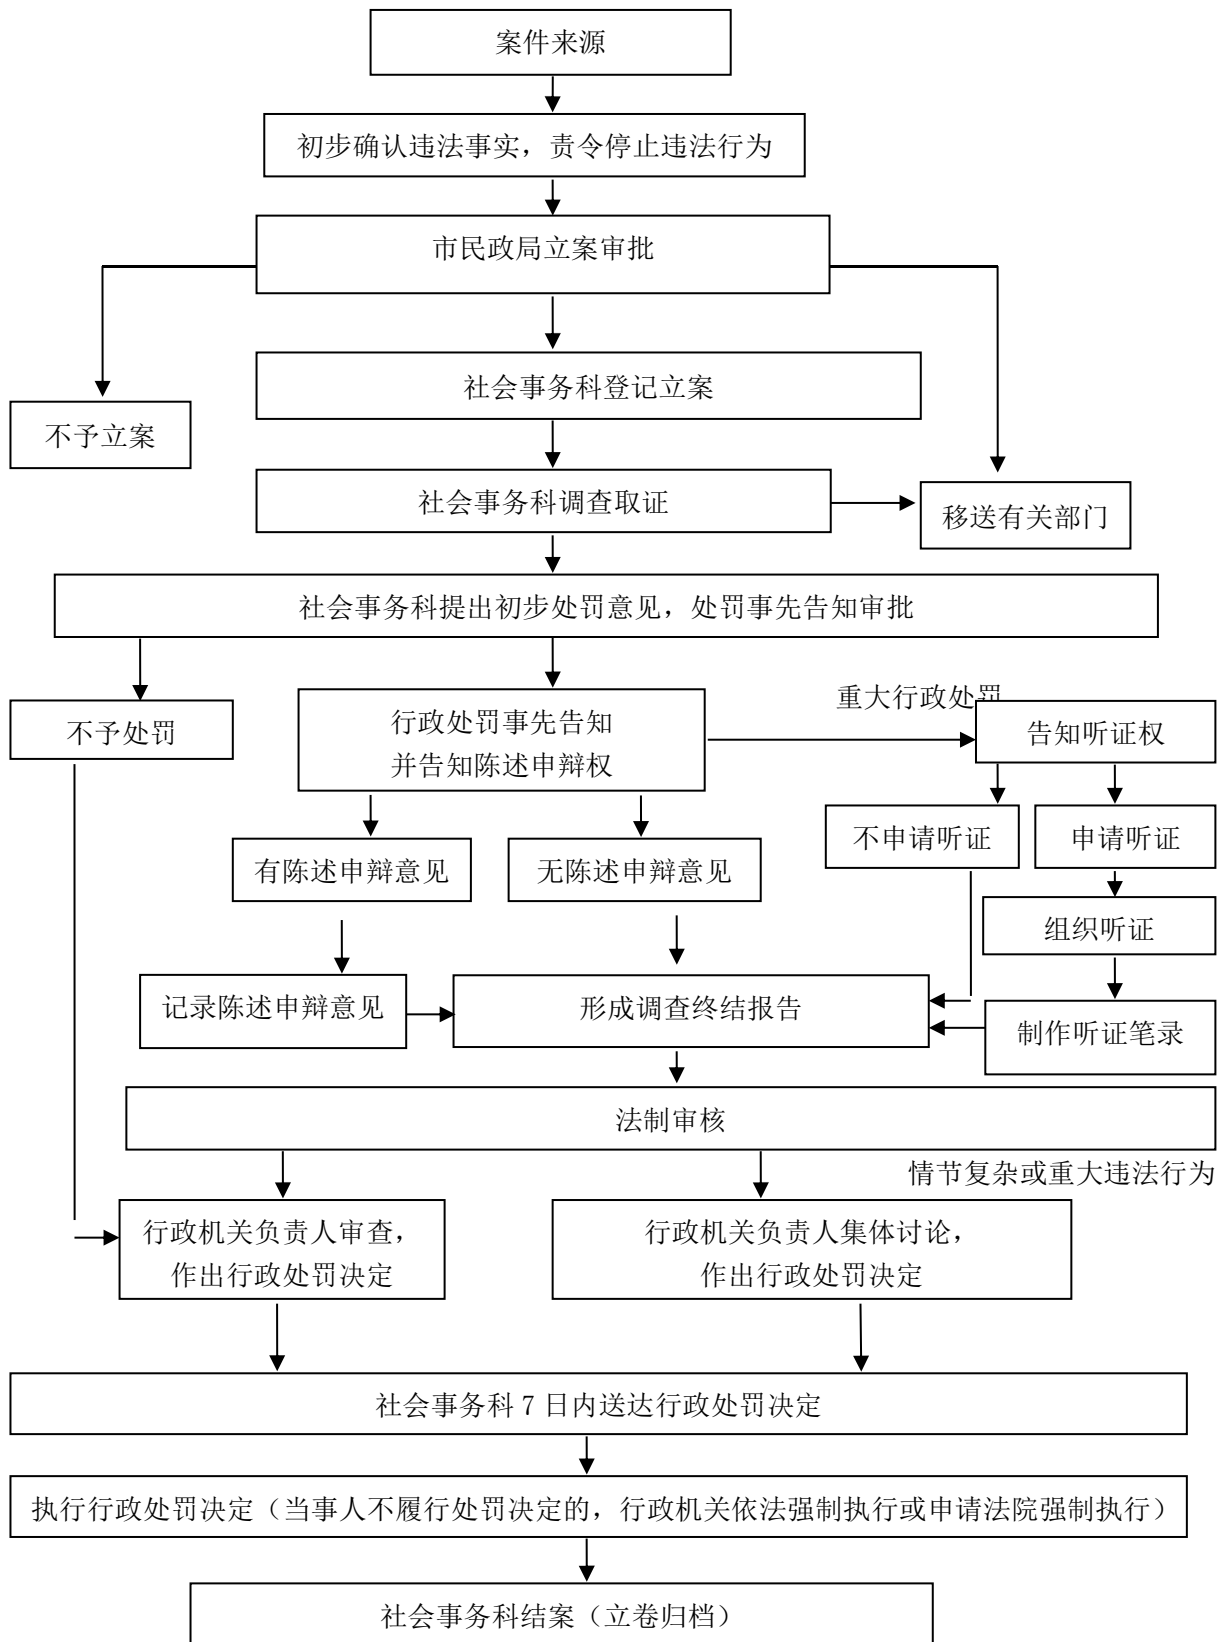 案件来源
初步确认违法事实，责令停止违法行为
市民政局立案审批
社会事务科登记立案
不予立案
社会事务科调查取证
移送有关部门
社会事务科提出初步处罚意见，处罚事先告知审批
重大行政处罚
不予处罚
行政处罚事先告知
并告知陈述申辩权
告知听证权
不申请听证
申请听证
有陈述申辩意见
无陈述申辩意见
组织听证
记录陈述申辩意见
形成调查终结报告
制作听证笔录
法制审核
情节复杂或重大违法行为
行政机关负责人审查，
作出行政处罚决定
行政机关负责人集体讨论，
作出行政处罚决定
社会事务科 7 日内送达行政处罚决定
执行行政处罚决定（当事人不履行处罚决定的，行政机关依法强制执行或申请法院强制执行）
社会事务科结案（立卷归档）